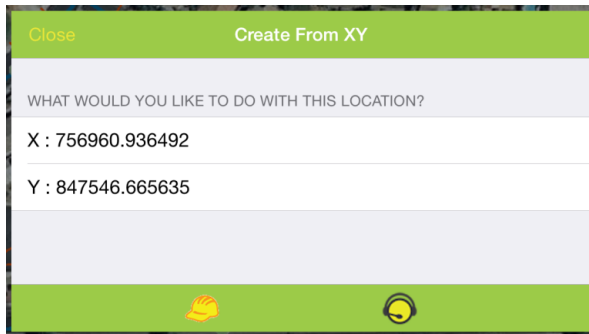 Close Create From XY
WHAT WOULD YOU LIKE TO DO WITH THIS LOCATION?
X : 756960.936492
Y : 847546.665635